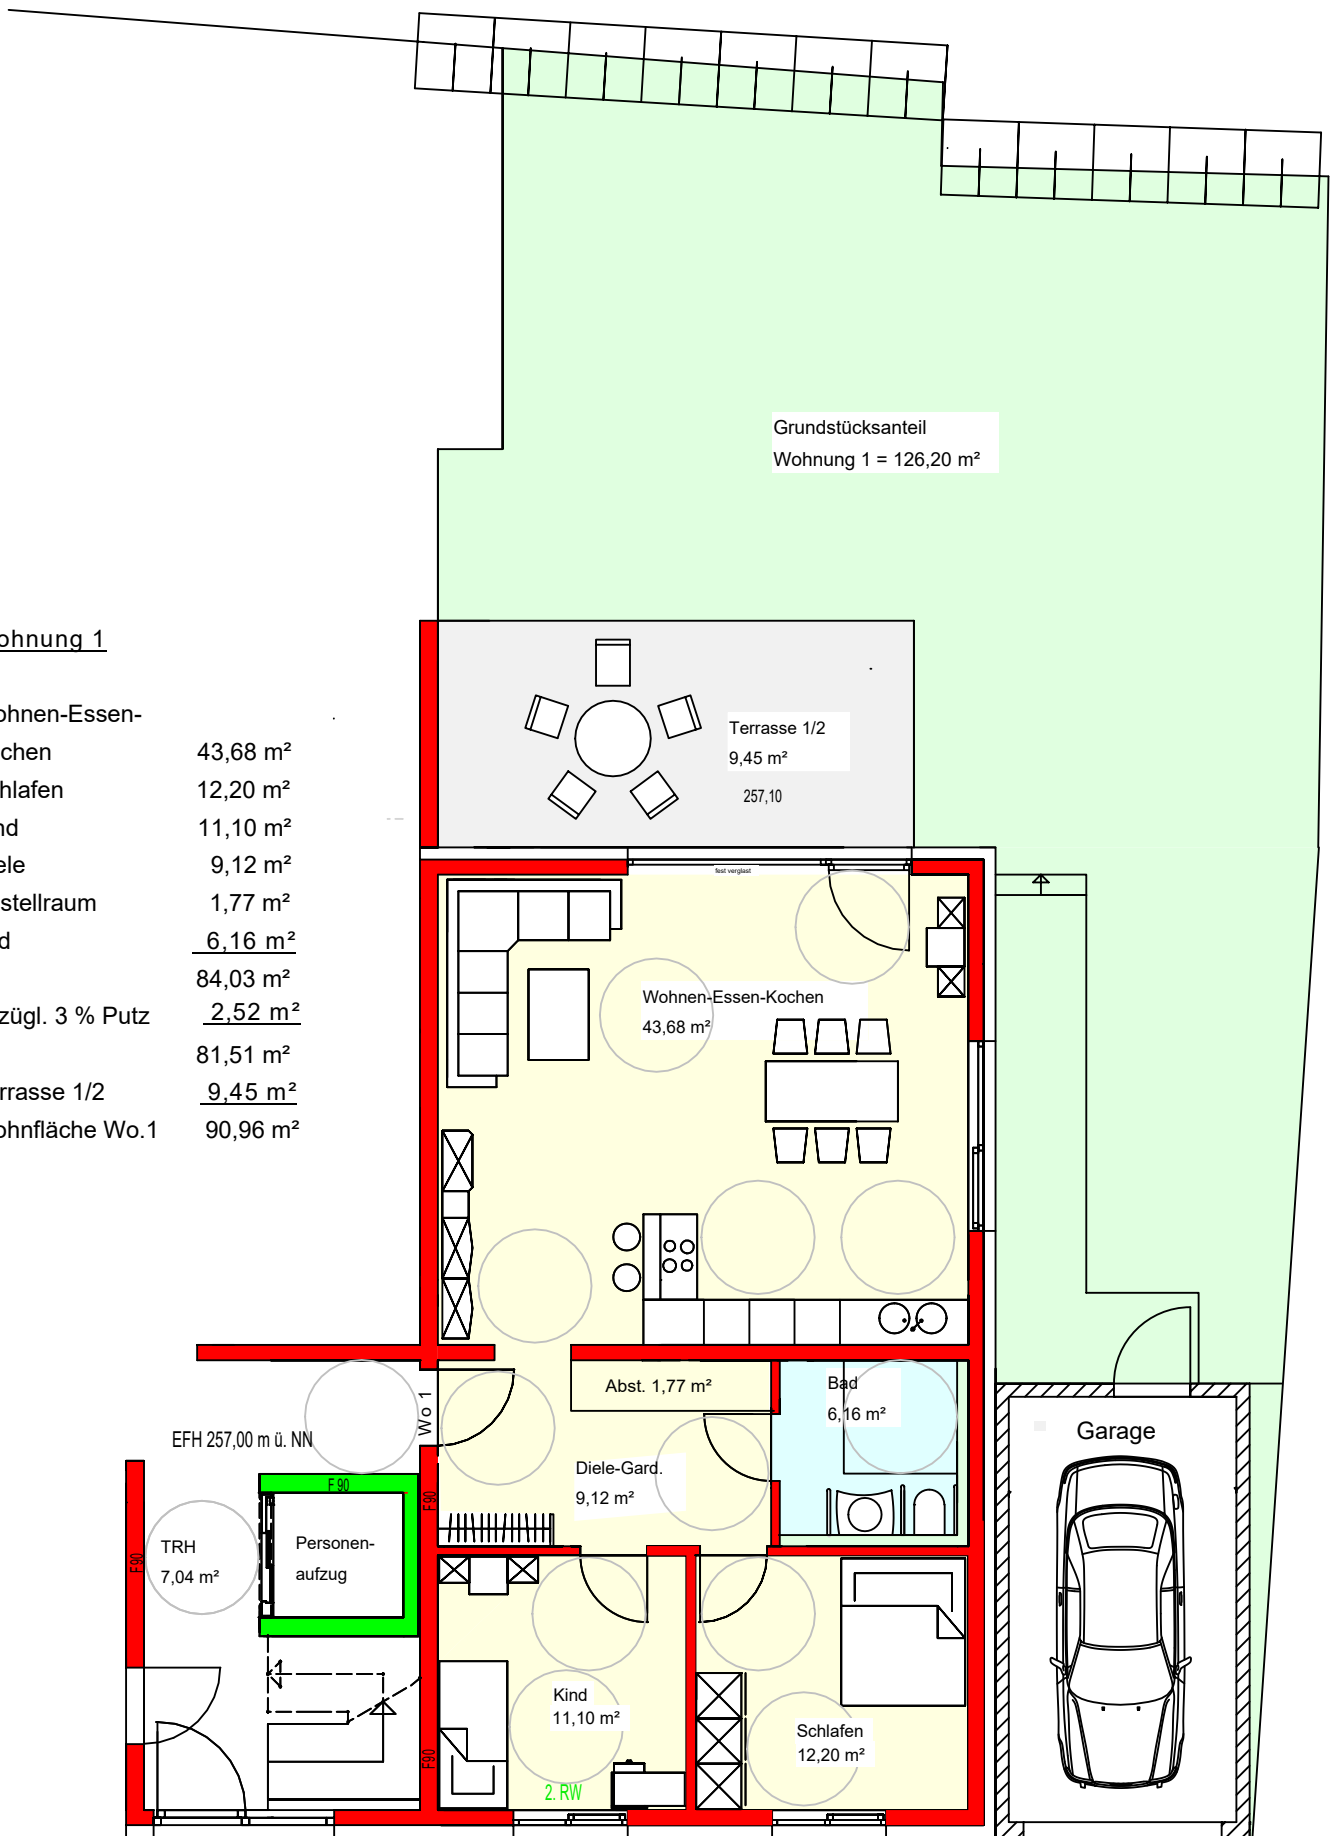 Grundstücksanteil
Wohnung 1 = 126,20 m²
ohnung 1
ohnen-Essen-
chen 43,68 m²
hlafen 12,20 m²
nd 11,10 m²
ele 9,12 m²
stellraum 1,77 m²
d 6,16 m²
84,03 m²
zügl. 3 % Putz 2,52 m²
81,51 m²
rrasse 1/2 9,45 m²
ohnfläche Wo.1 90,96 m²
Terrasse 1/2
9,45 m²
257,10
fest verglast
Wohnen-Essen-Kochen
43,68 m²
Abst. 1,77 m²
Bad
6,16 m²
Wo 1
EFH 257,00 m ü. NN
Garage
Diele-Gard.
9,12 m²
F 90
F90
F90
TRH
7,04 m²
Personen-
aufzug
1
Kind
11,10 m²
Schlafen
12,20 m²
F90
2. RW